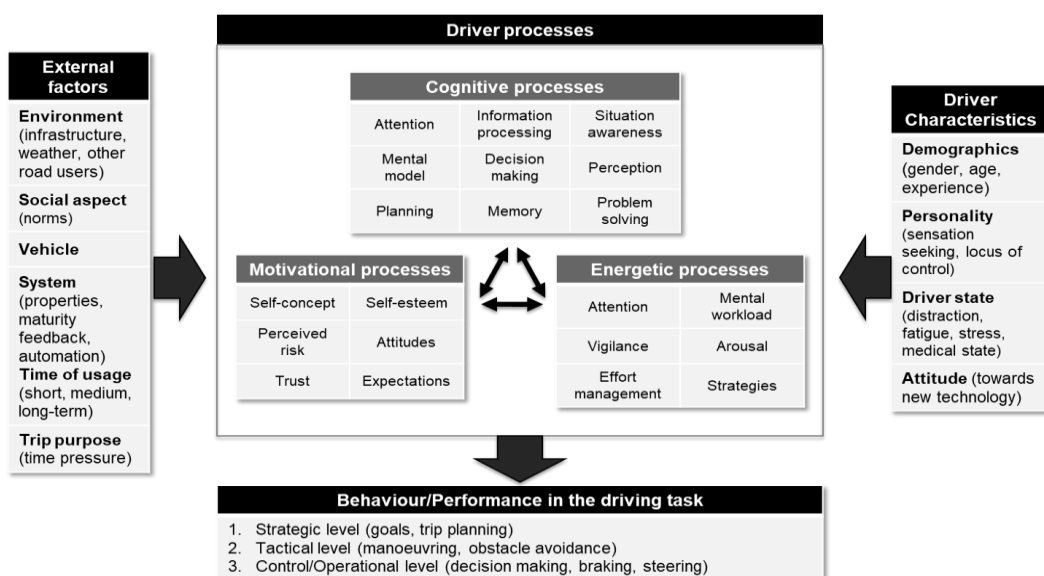 Driver processes
External
factors
Environment
(infrastructure,
weather, other
road users)
Social aspect
(norms)
Vehicle
System
(properties,
maturity
feedback,
automation)
Time of usage
(short, medium,
long-term)
Trip purpose
(time pressure)
Cognitive processes
Attention
Information
processing
Situation
awareness
Mental
model
Decision
making
Perception
Planning
Memory
Problem
solving
Motivational processes
Self-concept
Self-esteem
Perceived
risk
Attitudes
Trust
Expectations
Energetic processes
Attention
Mental
workload
Vigilance
Arousal
Effort
management
Strategies
Driver
Characteristics
Demographics
(gender, age,
experience)
Personality
(sensation
seeking, locus of
control)
Driver state
(distraction,
fatigue, stress,
medical state)
Attitude (towards
new technology)
Behaviour/Performance in the driving task
1. Strategic level (goals, trip planning)
2. Tactical level (manoeuvring, obstacle avoidance)
3. Control/Operational level (decision making, braking, steering)